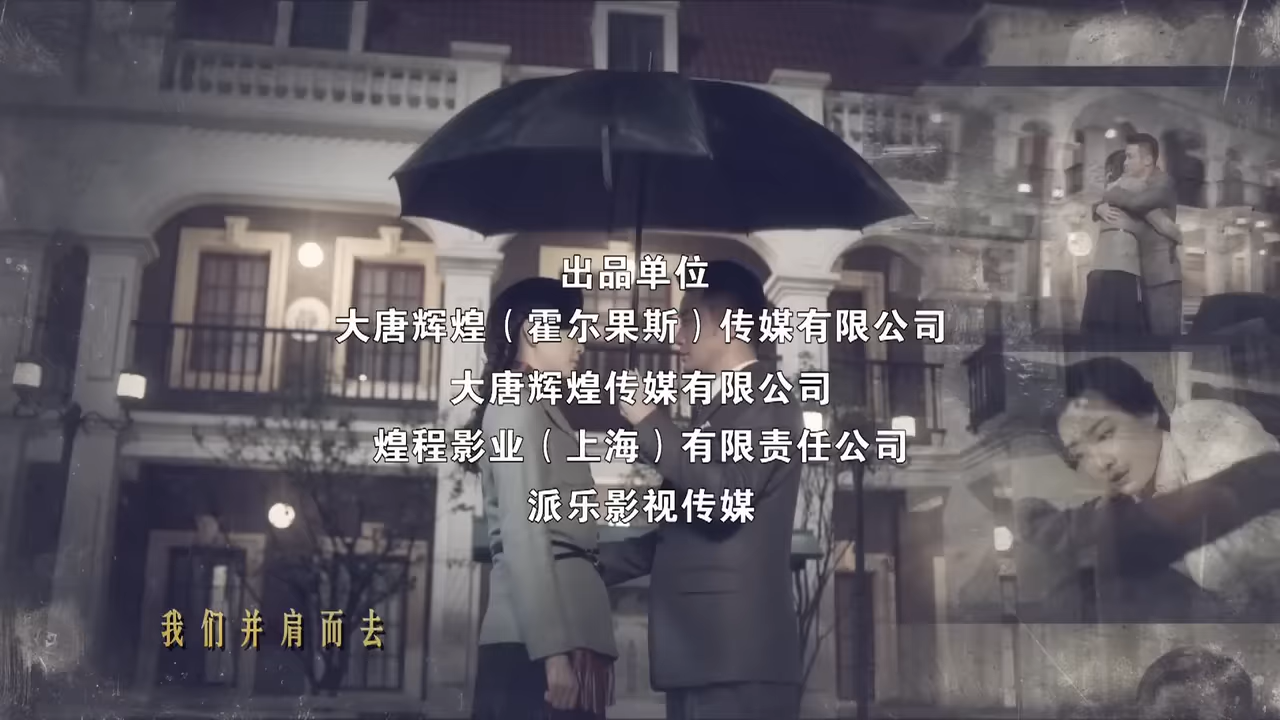 出品单位
大唐辉煌（霍尔果斯）传媒有限公司
大唐辉煌传媒有限公司
煌程影业（上海）有限责任公司
派乐影视传媒
我们并肩而去